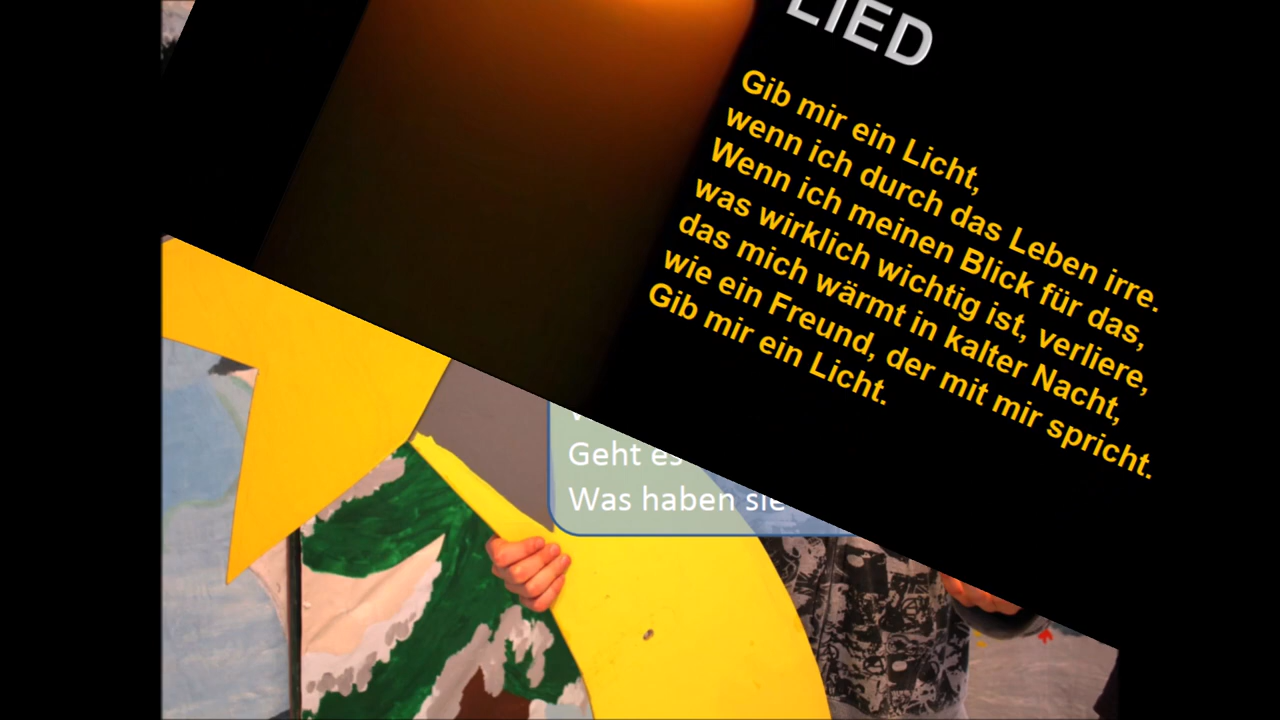 LIED
Gib mir ein Licht,
wenn ich durch das Leben irre.
Wenn ich meinen Blick für das,
was wirklich wichtig ist, verliere,
das mich wärmt in kalter Nacht,
wie ein Freund, der mit mir spricht.
Gib mir ein Licht.
Geht es
Was haben sie